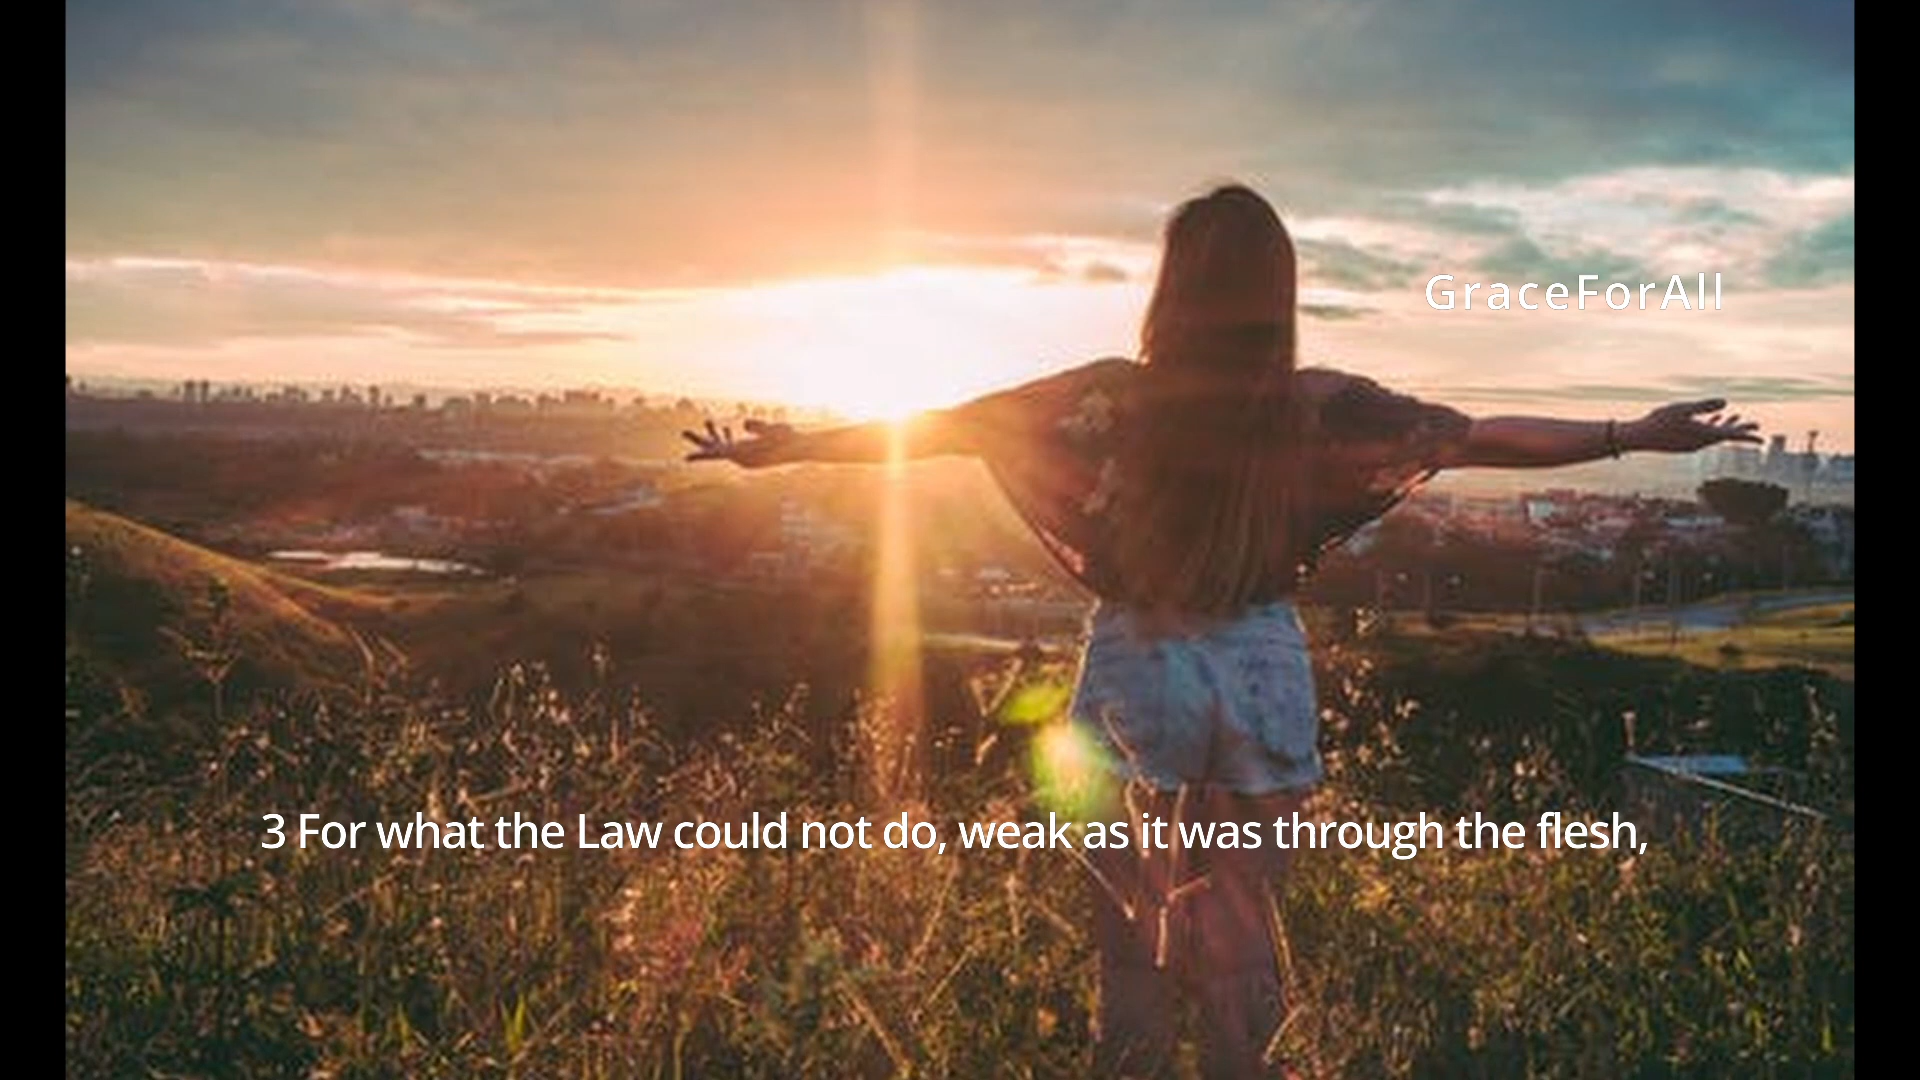 GraceForAll
3 For what the Law could not do, weak as it was through the flesh,